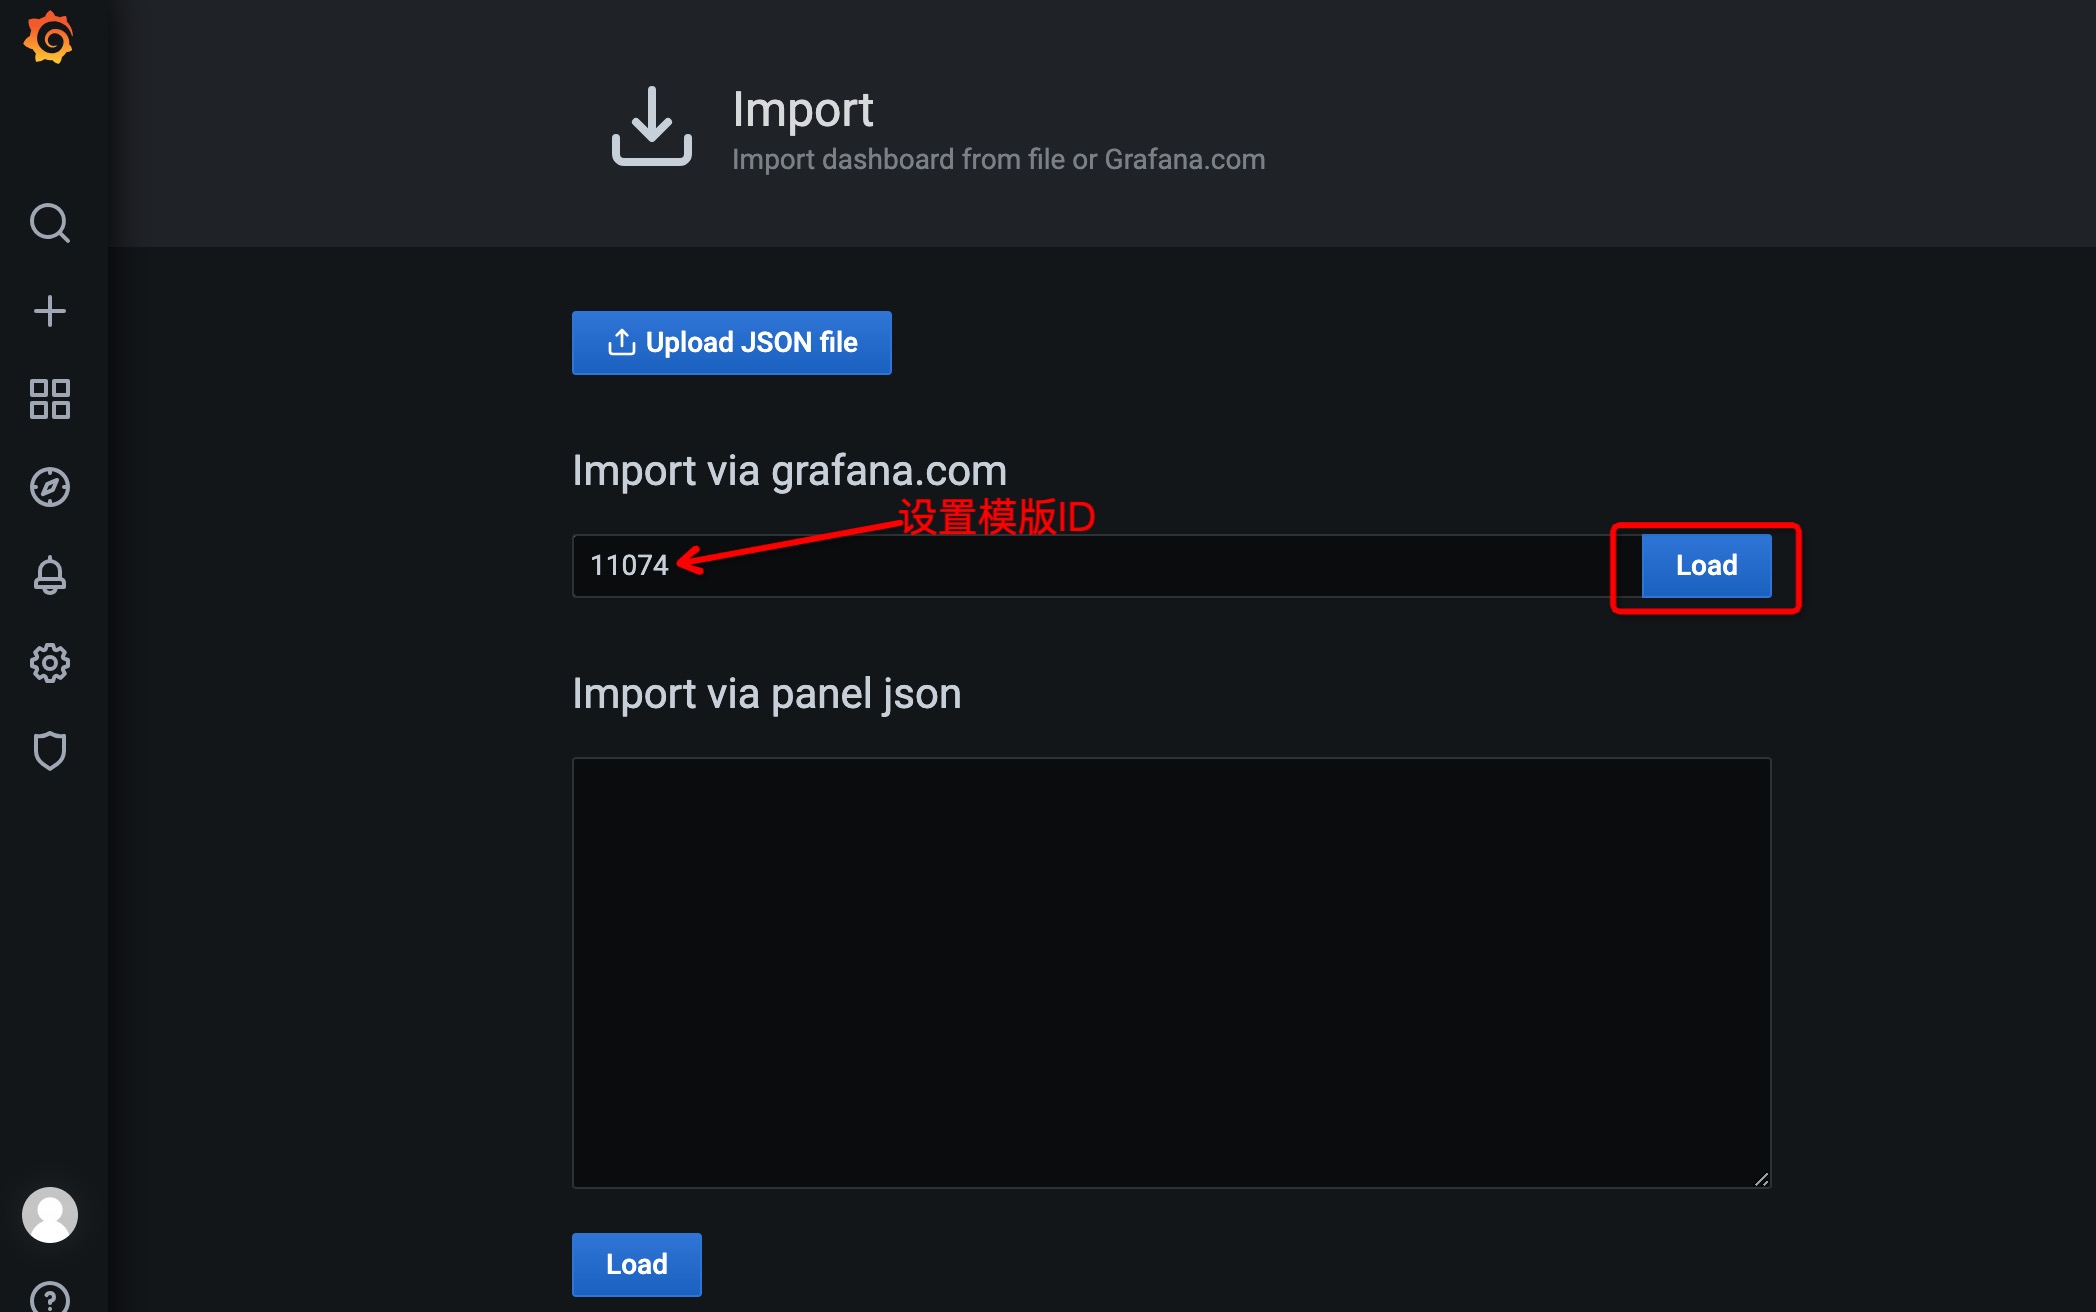 Import
Import dashboard from file or Grafana.com
Upload JSON file
Import via grafana.com
设置模版ID
11074
Load
Import via panel json
Load
?